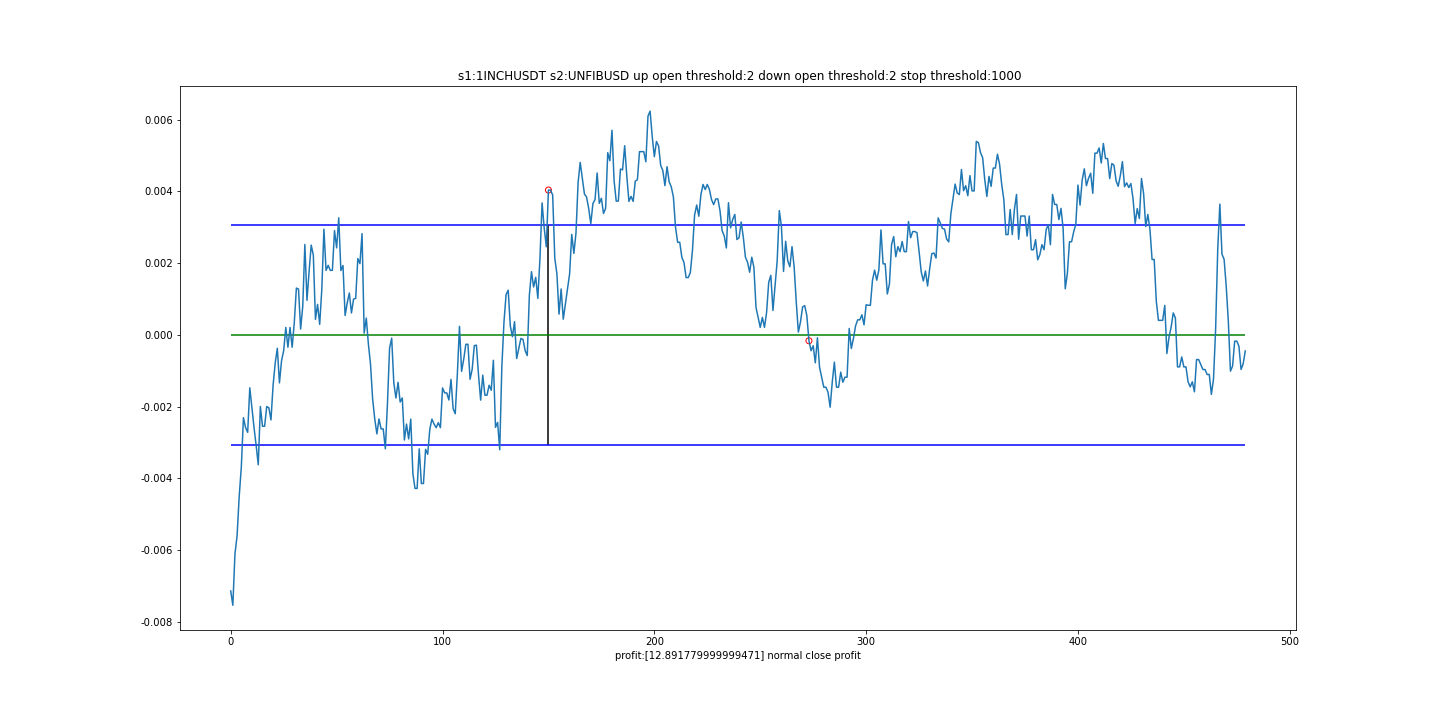 s1:1INCHUSDT s2:UNFIBUSD up open threshold:2 down open threshold:2 stop threshold:1000
0.006
0.004
0.002
0.000
-0.002
-0.004
-0.006
-0.008
0 100 200 300 400 500
profit:[12.891779999999471] normal close profit